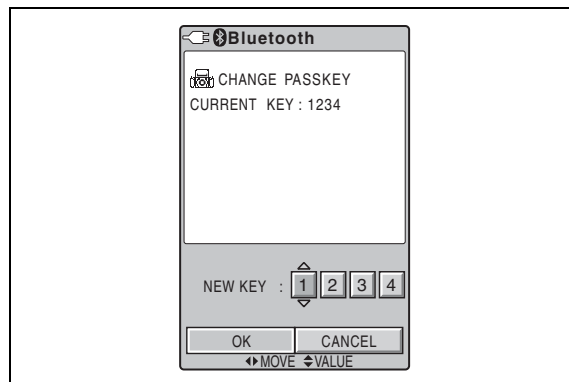 Bluetooth
CHANGE PASSKEY
CURRENT KEY : 1234
NEW KEY : 1 2 3 4
OK CANCEL
MOVE VALUE